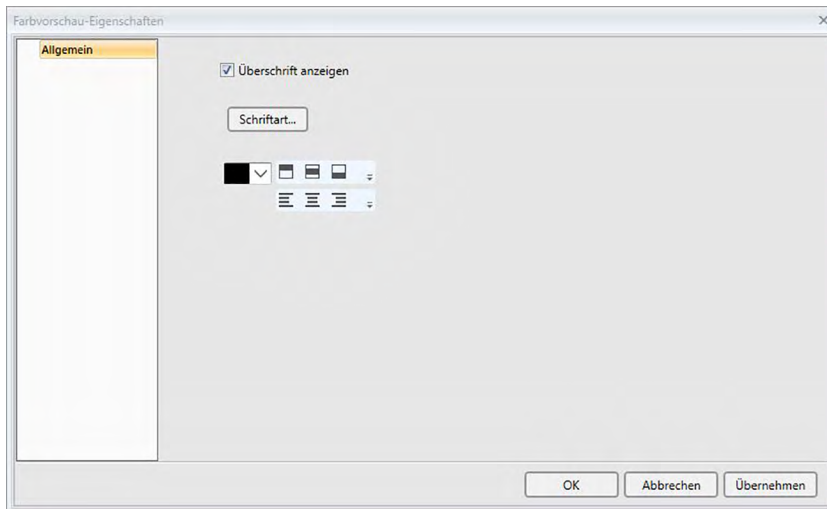 Farbvorschau-Eigenschaften
Allgemein
Überschrift anzeigen
Schriftart...
OK
Abbrechen
Übernehmen